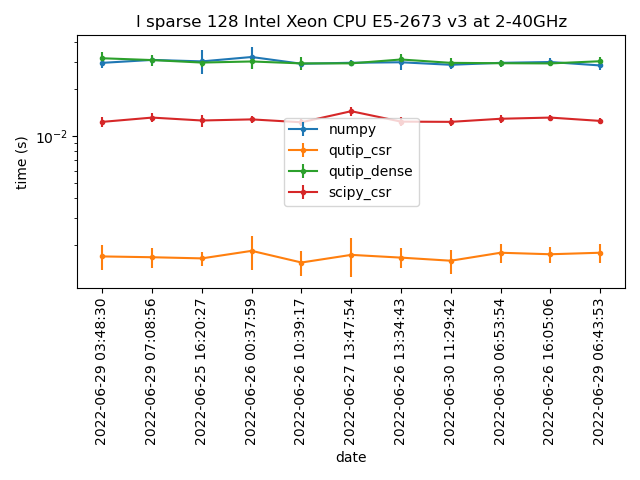 l sparse 128 Intel Xeon CPU E5-2673 v3 at 2-40GHz
time (s)
10⁻²
numpy
qutip_csr
qutip_dense
scipy_csr
2022-06-29 03:48:30
2022-06-29 07:08:56
2022-06-25 16:20:27
2022-06-26 00:37:59
2022-06-26 10:39:17
2022-06-27 13:47:54
2022-06-26 13:34:43
2022-06-30 11:29:42
2022-06-30 06:53:54
2022-06-26 16:05:06
2022-06-29 06:43:53
date